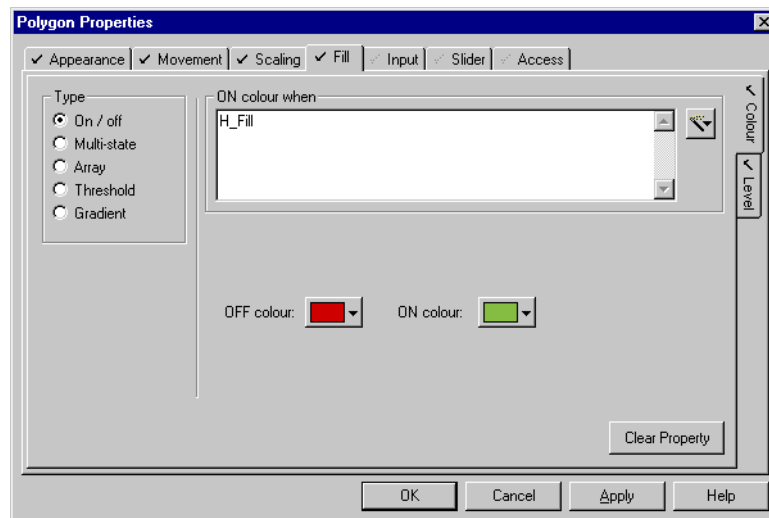 Polygon Properties
Appearance Movement Scaling Fill Input Slider Access
Type
On / off
Multi-state
Array
Threshold
Gradient
ON colour when
H_Fill
Colour
Level
OFF colour: ON colour:
Clear Property
OK Cancel Apply Help